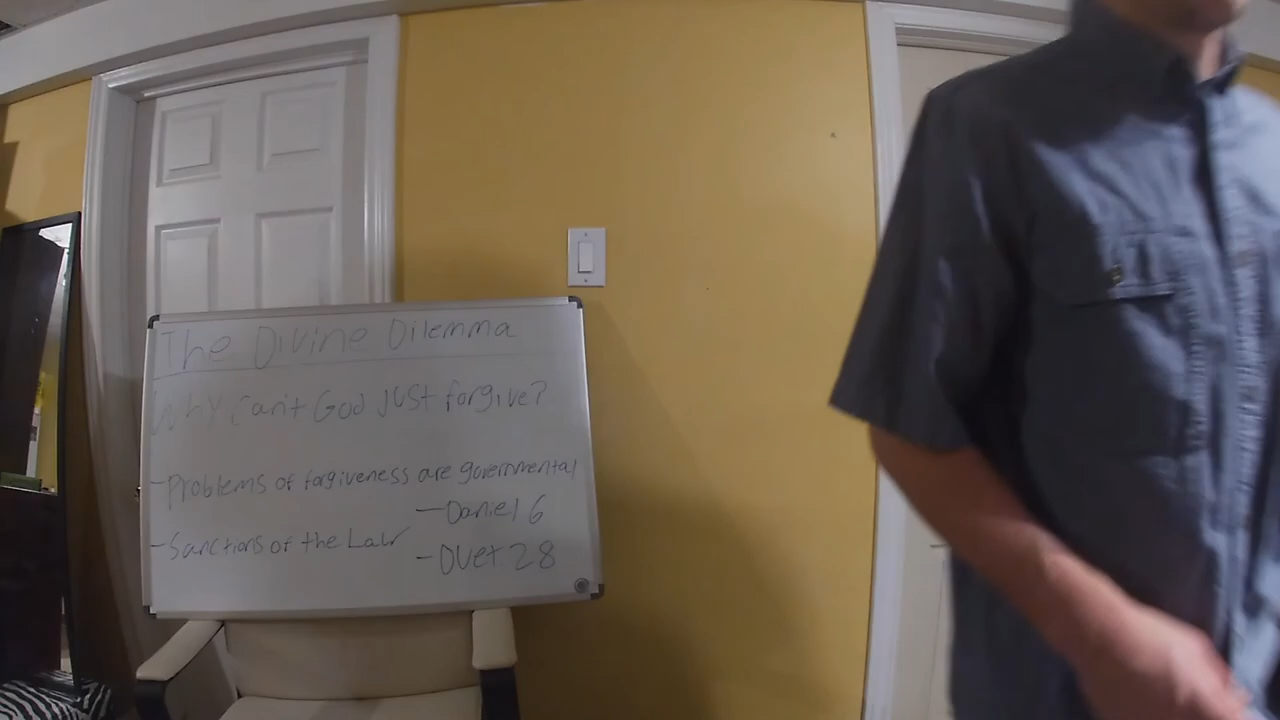 The Divine Dilemma
Why can't God just forgive?
-Problems of forgiveness are governmental
-Daniel 6
-Sanctions of the Law
-Duet 28